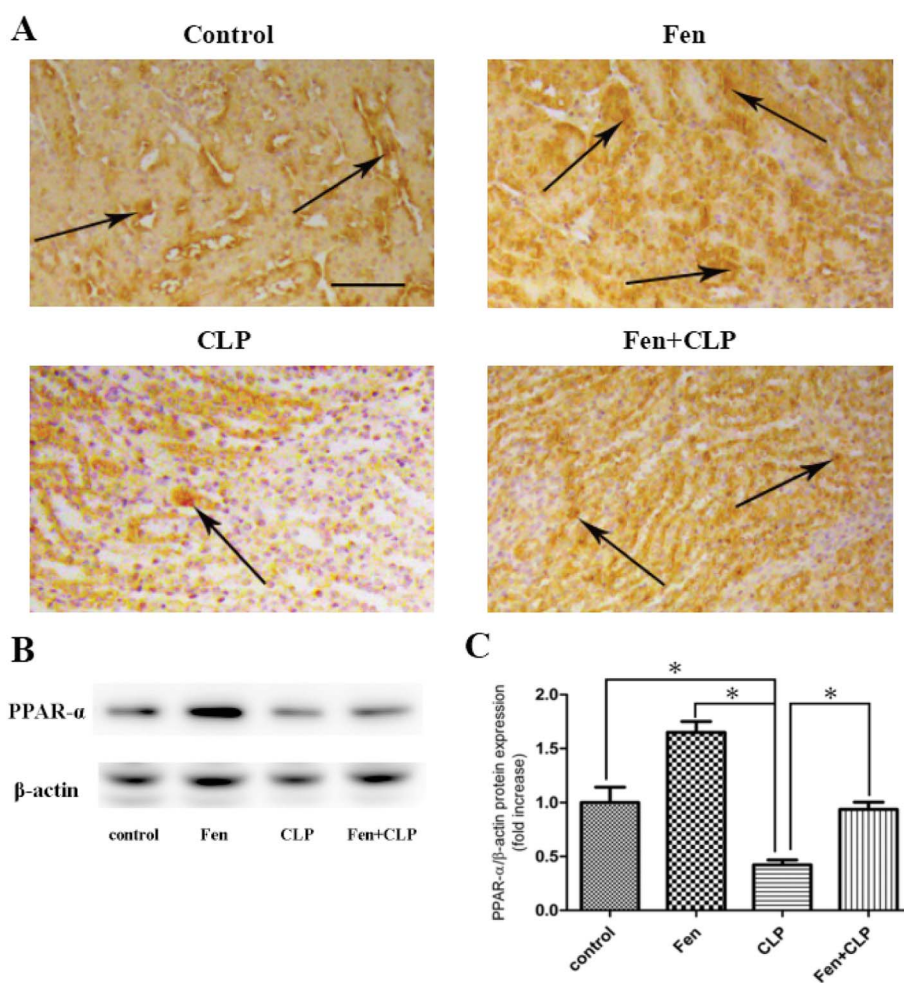 A
Control
Fen
CLP
Fen+CLP
B
PPAR-α
β-actin
control
Fen
CLP
Fen+CLP
C
PPAR-α/β-actin protein expression
(fold increase)
2.0
1.5
1.0
0.5
0.0
*
*
*
control
Fen
CLP
Fen+CLP